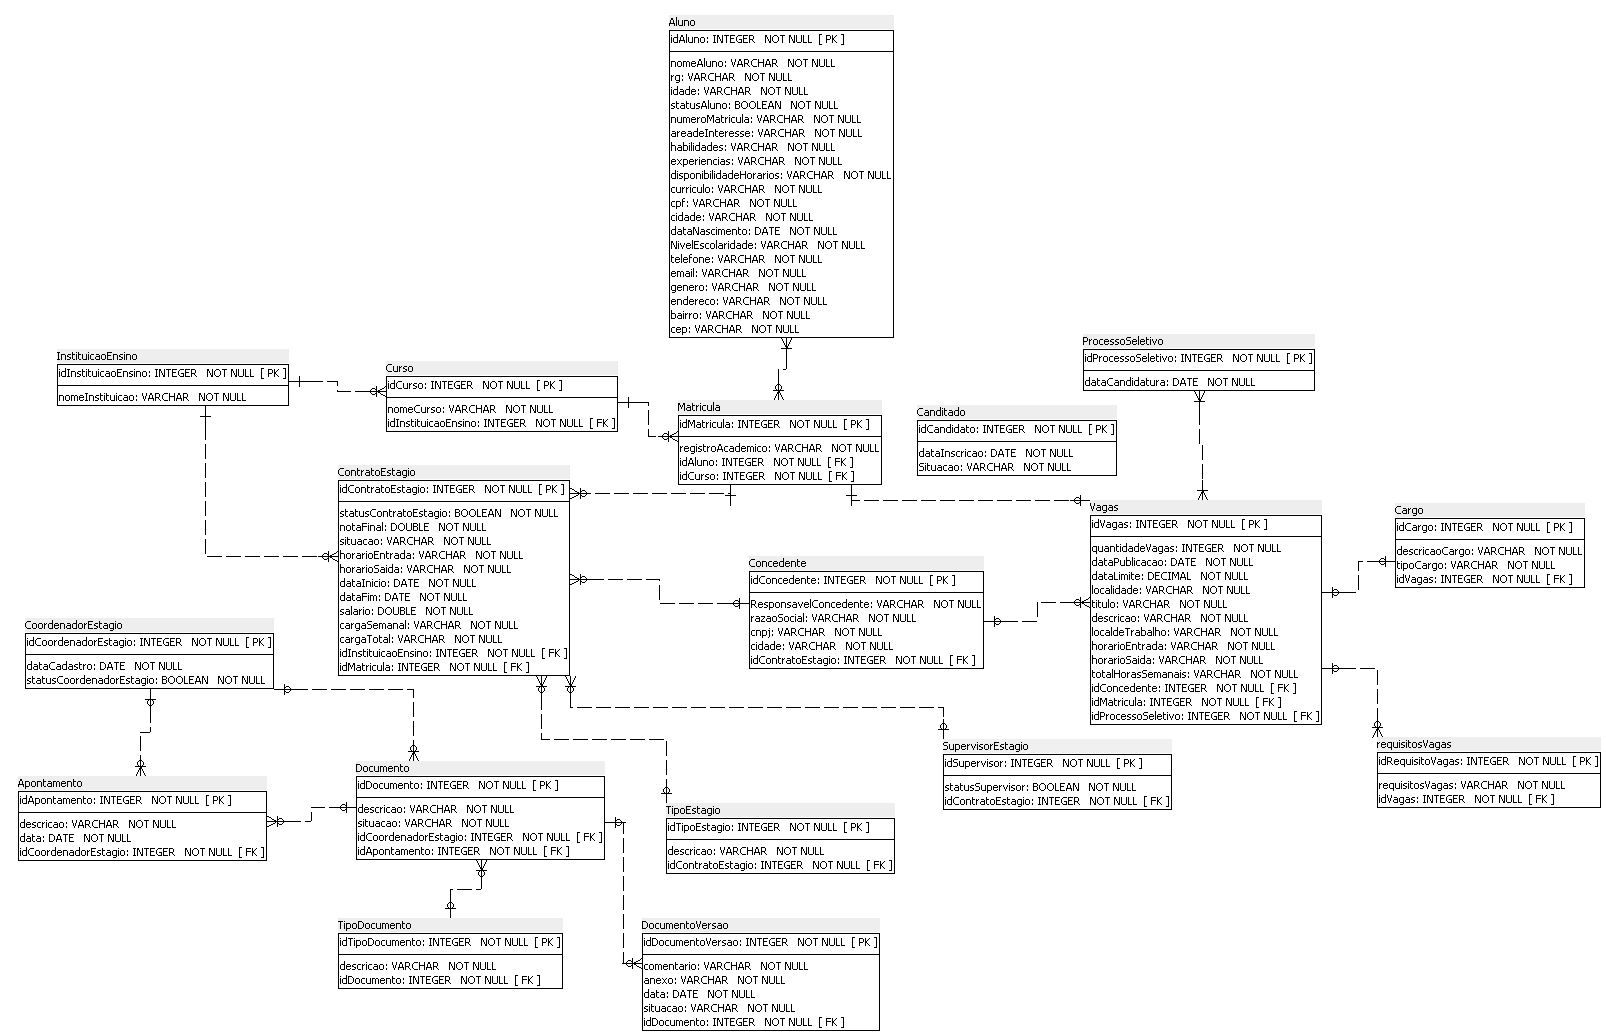 Aluno
idAluno: INTEGER NOT NULL [ PK ]
nomeAluno: VARCHAR NOT NULL
rg: VARCHAR NOT NULL
idade: VARCHAR NOT NULL
statusAluno: BOOLEAN NOT NULL
numeroMatricula: VARCHAR NOT NULL
areadeInteresse: VARCHAR NOT NULL
habilidades: VARCHAR NOT NULL
experiencias: VARCHAR NOT NULL
disponibilidadeHorarios: VARCHAR NOT NULL
curriculo: VARCHAR NOT NULL
cpf: VARCHAR NOT NULL
cidade: VARCHAR NOT NULL
dataNascimento: DATE NOT NULL
NivelEscolaridade: VARCHAR NOT NULL
telefone: VARCHAR NOT NULL
email: VARCHAR NOT NULL
genero: VARCHAR NOT NULL
endereco: VARCHAR NOT NULL
bairro: VARCHAR NOT NULL
cep: VARCHAR NOT NULL
InstituicaoEnsino
idInstituicaoEnsino: INTEGER NOT NULL [ PK ]
nomeInstituicao: VARCHAR NOT NULL
Curso
idCurso: INTEGER NOT NULL [ PK ]
nomeCurso: VARCHAR NOT NULL
idInstituicaoEnsino: INTEGER NOT NULL [ FK ]
Matricula
idMatricula: INTEGER NOT NULL [ PK ]
registroAcademico: VARCHAR NOT NULL
idAluno: INTEGER NOT NULL [ FK ]
idCurso: INTEGER NOT NULL [ FK ]
Canditado
idCandidato: INTEGER NOT NULL [ PK ]
dataInscricao: DATE NOT NULL
Situacao: VARCHAR NOT NULL
ProcessoSeletivo
idProcessoSeletivo: INTEGER NOT NULL [ PK ]
dataCandidatura: DATE NOT NULL
ContratoEstagio
idContratoEstagio: INTEGER NOT NULL [ PK ]
statusContratoEstagio: BOOLEAN NOT NULL
notaFinal: DOUBLE NOT NULL
situacao: VARCHAR NOT NULL
horarioEntrada: VARCHAR NOT NULL
horarioSaida: VARCHAR NOT NULL
dataInicio: DATE NOT NULL
dataFim: DATE NOT NULL
salario: DOUBLE NOT NULL
cargaSemanal: VARCHAR NOT NULL
cargaTotal: VARCHAR NOT NULL
idInstituicaoEnsino: INTEGER NOT NULL [ FK ]
idMatricula: INTEGER NOT NULL [ FK ]
Concedente
idConcedente: INTEGER NOT NULL [ PK ]
ResponsavelConcedente: VARCHAR NOT NULL
razaoSocial: VARCHAR NOT NULL
cnpj: VARCHAR NOT NULL
cidade: VARCHAR NOT NULL
idContratoEstagio: INTEGER NOT NULL [ FK ]
Vagas
idVagas: INTEGER NOT NULL [ PK ]
quantidadeVagas: INTEGER NOT NULL
dataPublicacao: DATE NOT NULL
dataLimite: DECIMAL NOT NULL
localidade: VARCHAR NOT NULL
titulo: VARCHAR NOT NULL
descricao: VARCHAR NOT NULL
localdeTrabalho: VARCHAR NOT NULL
horarioEntrada: VARCHAR NOT NULL
horarioSaida: VARCHAR NOT NULL
totalHorasSemanais: VARCHAR NOT NULL
idConcedente: INTEGER NOT NULL [ FK ]
idMatricula: INTEGER NOT NULL [ FK ]
idProcessoSeletivo: INTEGER NOT NULL [ FK ]
Cargo
idCargo: INTEGER NOT NULL [ PK ]
descricaoCargo: VARCHAR NOT NULL
tipoCargo: VARCHAR NOT NULL
idVagas: INTEGER NOT NULL [ FK ]
CoordenadorEstagio
idCoordenadorEstagio: INTEGER NOT NULL [ PK ]
dataCadastro: DATE NOT NULL
statusCoordenadorEstagio: BOOLEAN NOT NULL
Apontamento
idApontamento: INTEGER NOT NULL [ PK ]
descricao: VARCHAR NOT NULL
data: DATE NOT NULL
idCoordenadorEstagio: INTEGER NOT NULL [ FK ]
Documento
idDocumento: INTEGER NOT NULL [ PK ]
descricao: VARCHAR NOT NULL
situacao: VARCHAR NOT NULL
idCoordenadorEstagio: INTEGER NOT NULL [ FK ]
idApontamento: INTEGER NOT NULL [ FK ]
TipoEstagio
idTipoEstagio: INTEGER NOT NULL [ PK ]
descricao: VARCHAR NOT NULL
idContratoEstagio: INTEGER NOT NULL [ FK ]
SupervisorEstagio
idSupervisor: INTEGER NOT NULL [ PK ]
statusSupervisor: BOOLEAN NOT NULL
idContratoEstagio: INTEGER NOT NULL [ FK ]
requisitosVagas
idRequisitoVagas: INTEGER NOT NULL [ PK ]
requisitosVagas: VARCHAR NOT NULL
idVagas: INTEGER NOT NULL [ FK ]
TipoDocumento
idTipoDocumento: INTEGER NOT NULL [ PK ]
descricao: VARCHAR NOT NULL
idDocumento: INTEGER NOT NULL [ FK ]
DocumentoVersao
idDocumentoVersao: INTEGER NOT NULL [ PK ]
comentario: VARCHAR NOT NULL
anexo: VARCHAR NOT NULL
data: DATE NOT NULL
situacao: VARCHAR NOT NULL
idDocumento: INTEGER NOT NULL [ FK ]